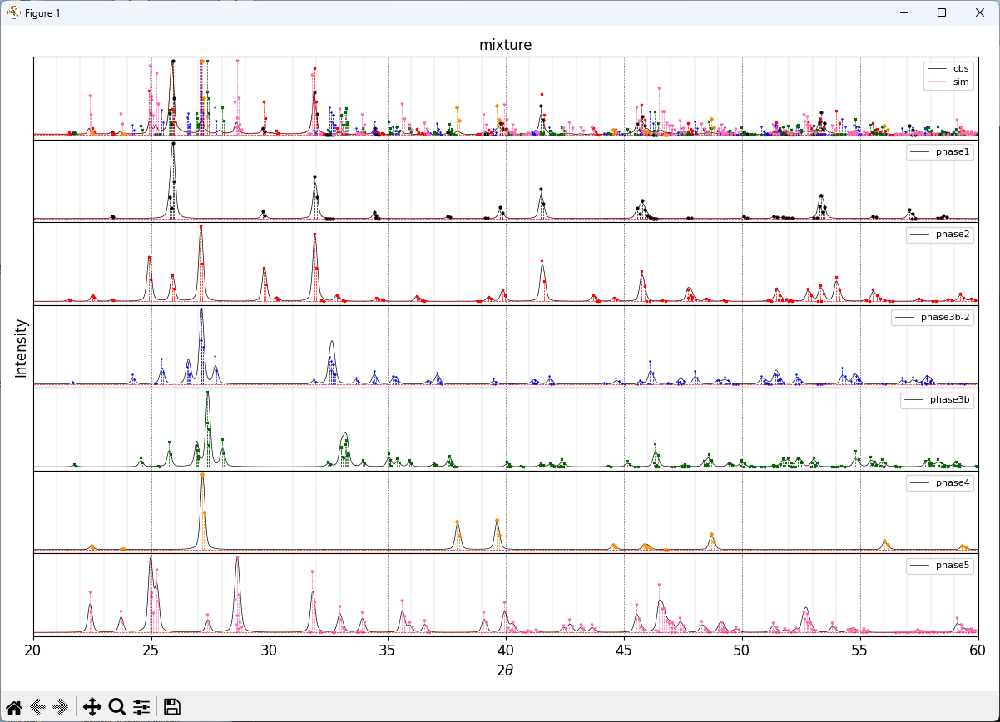 Figure 1
mixture
obs
sim
phase1
phase2
phase3b-2
phase3b
phase4
phase5
Intensity
20 25 30 35 40 45 50 55 60
2θ